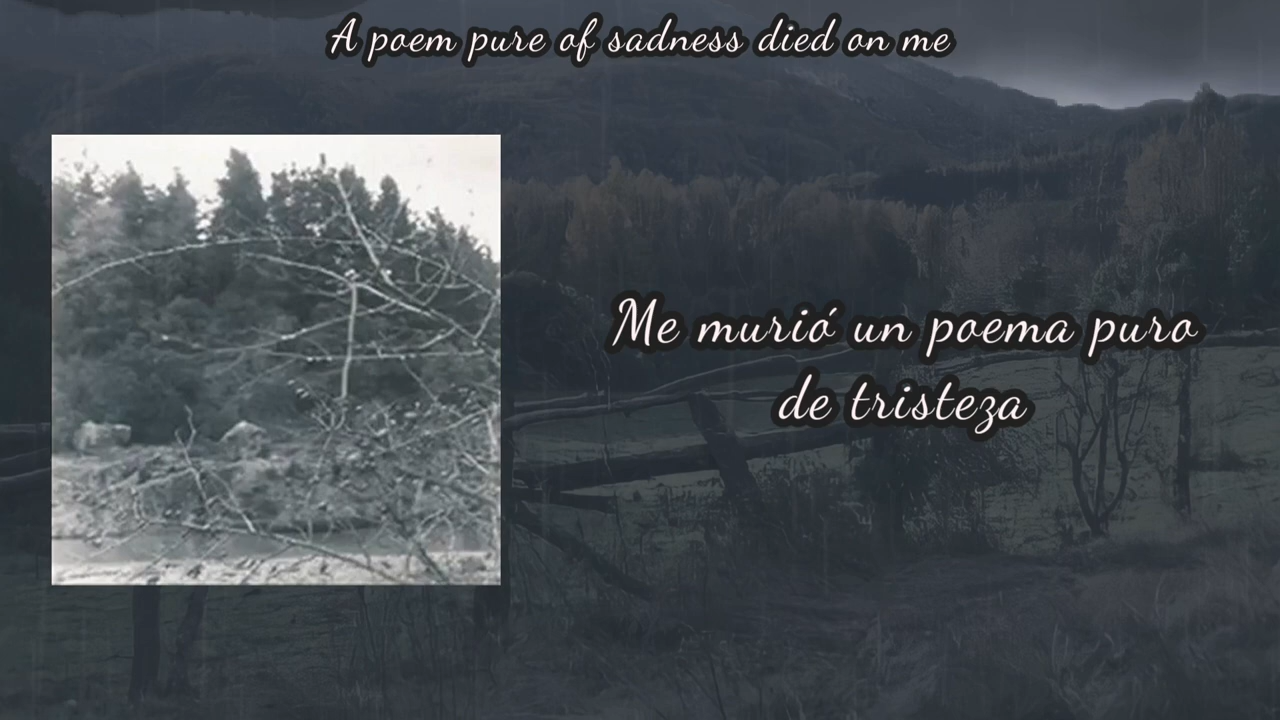 A poem pure of sadness died on me
Me murió un poema puro
de tristeza